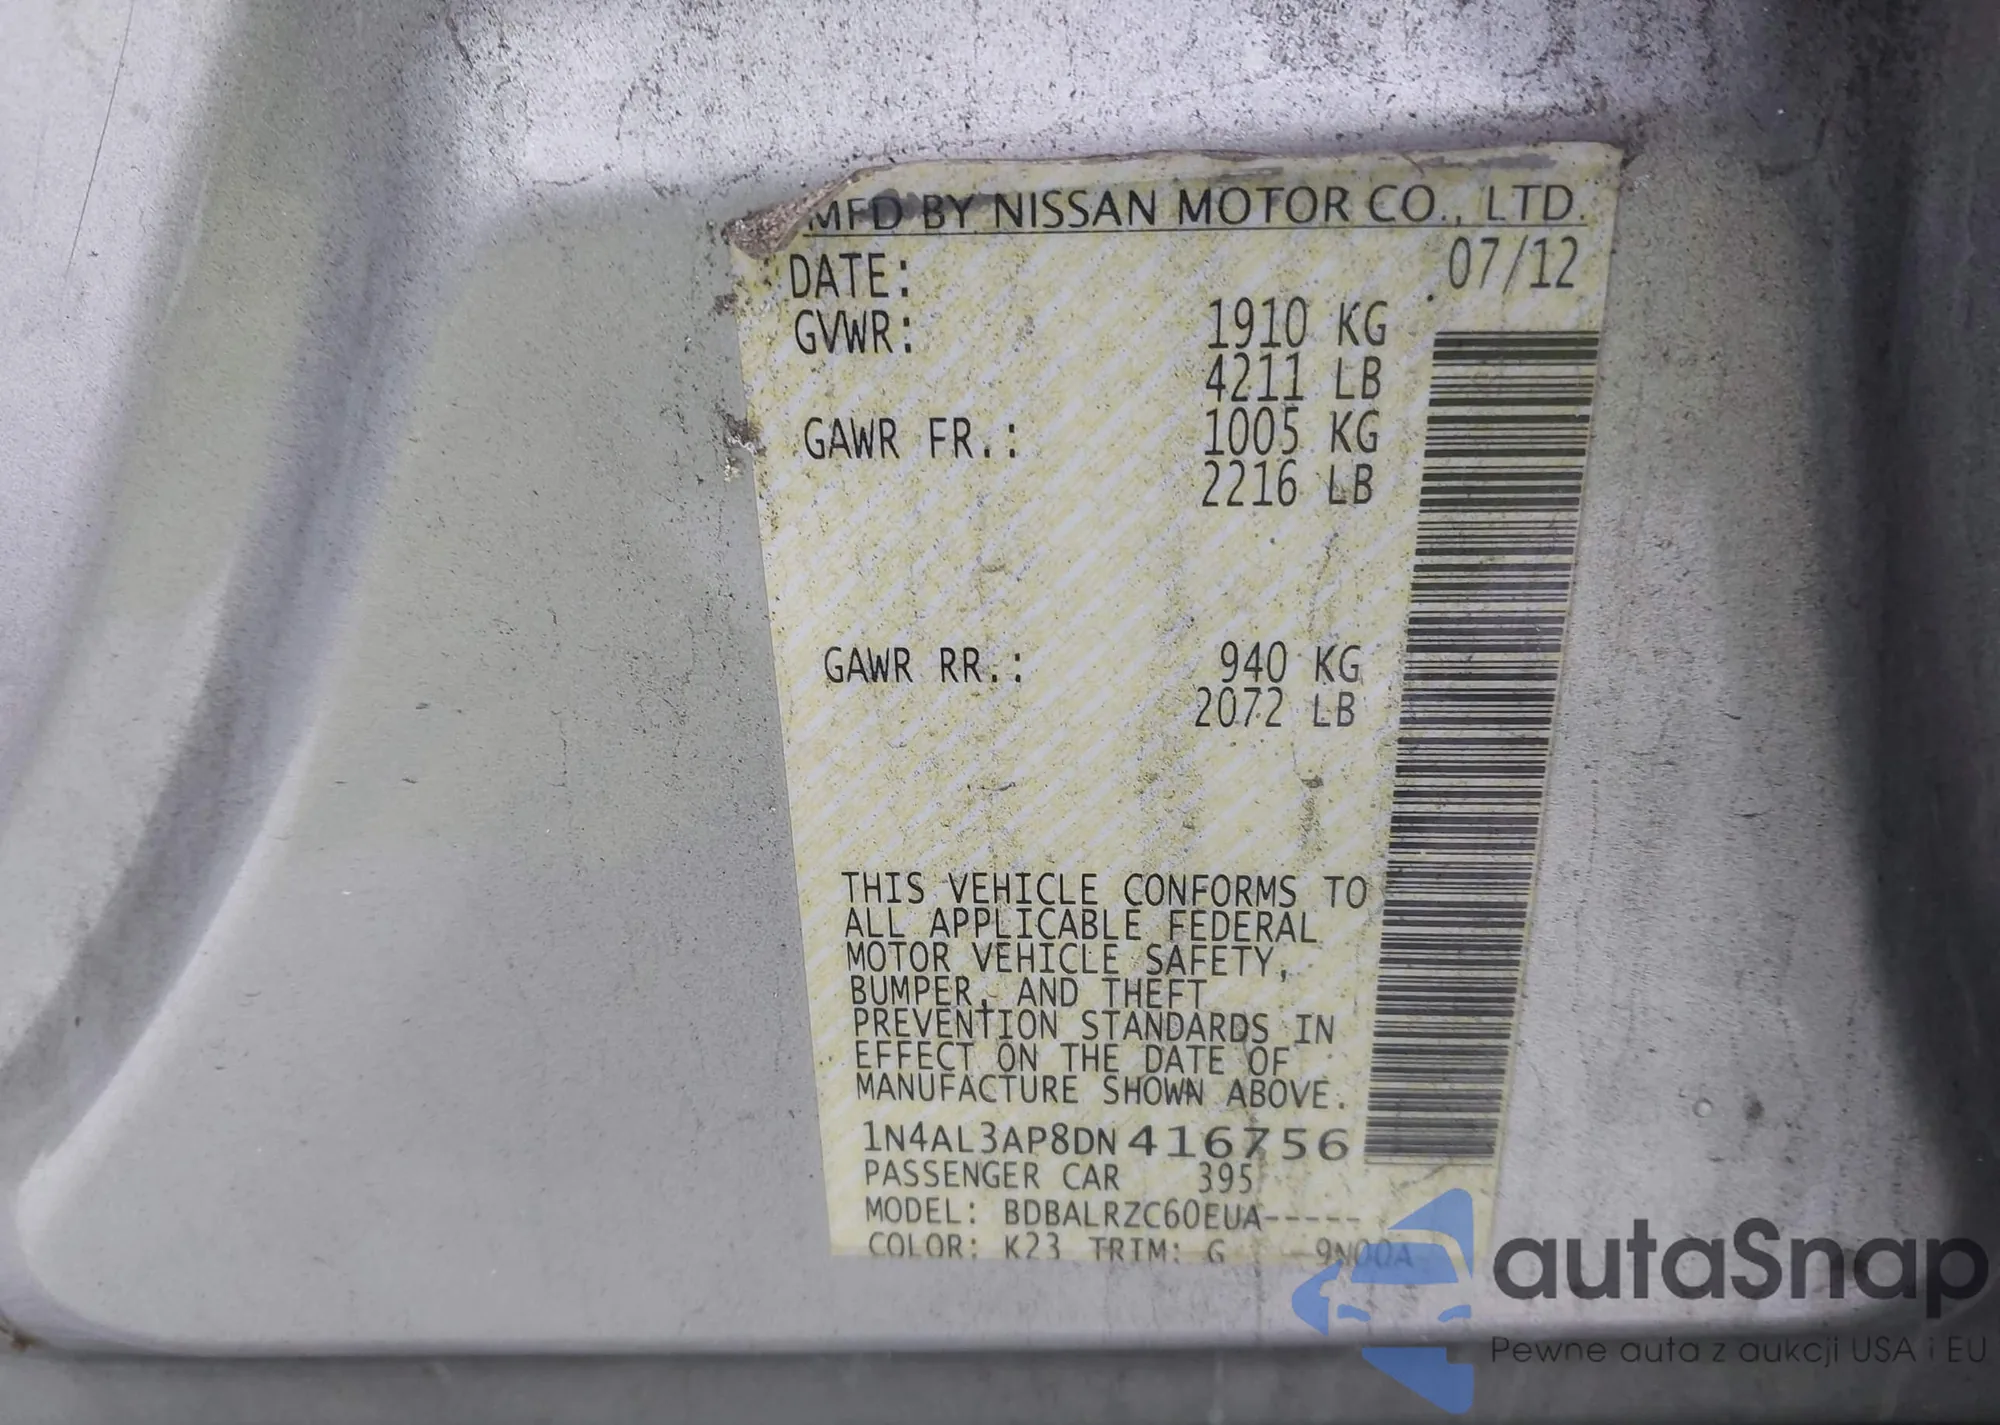 MFD BY NISSAN MOTOR CO., LTD.
DATE: 07/12
GVWR: 1910 KG
4211 LB
GAWR FR.: 1005 KG
2216 LB
GAWR RR.: 940 KG
2072 LB
THIS VEHICLE CONFORMS TO
ALL APPLICABLE FEDERAL
MOTOR VEHICLE SAFETY,
BUMPER, AND THEFT
PREVENTION STANDARDS IN
EFFECT ON THE DATE OF
MANUFACTURE SHOWN ABOVE.
1N4AL3AP8DN416756
PASSENGER CAR 395
MODEL: BDBALRZC60EUA-----
COLOR: K23 TRIM: G 9N00A
autoSnap
Pewne auta z aukcji USA i EU